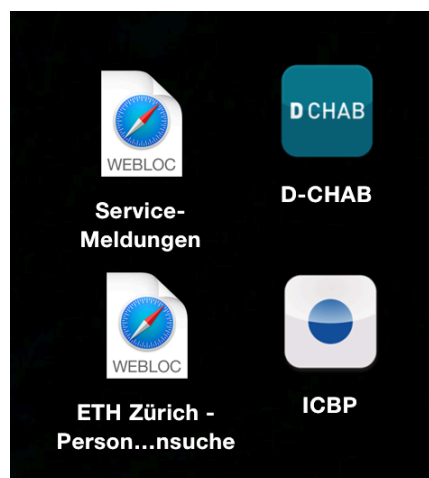 WEBLOC
Service-
Meldungen
D CHAB
D-CHAB
WEBLOC
ETH Zürich -
Person...nsuche
ICBP